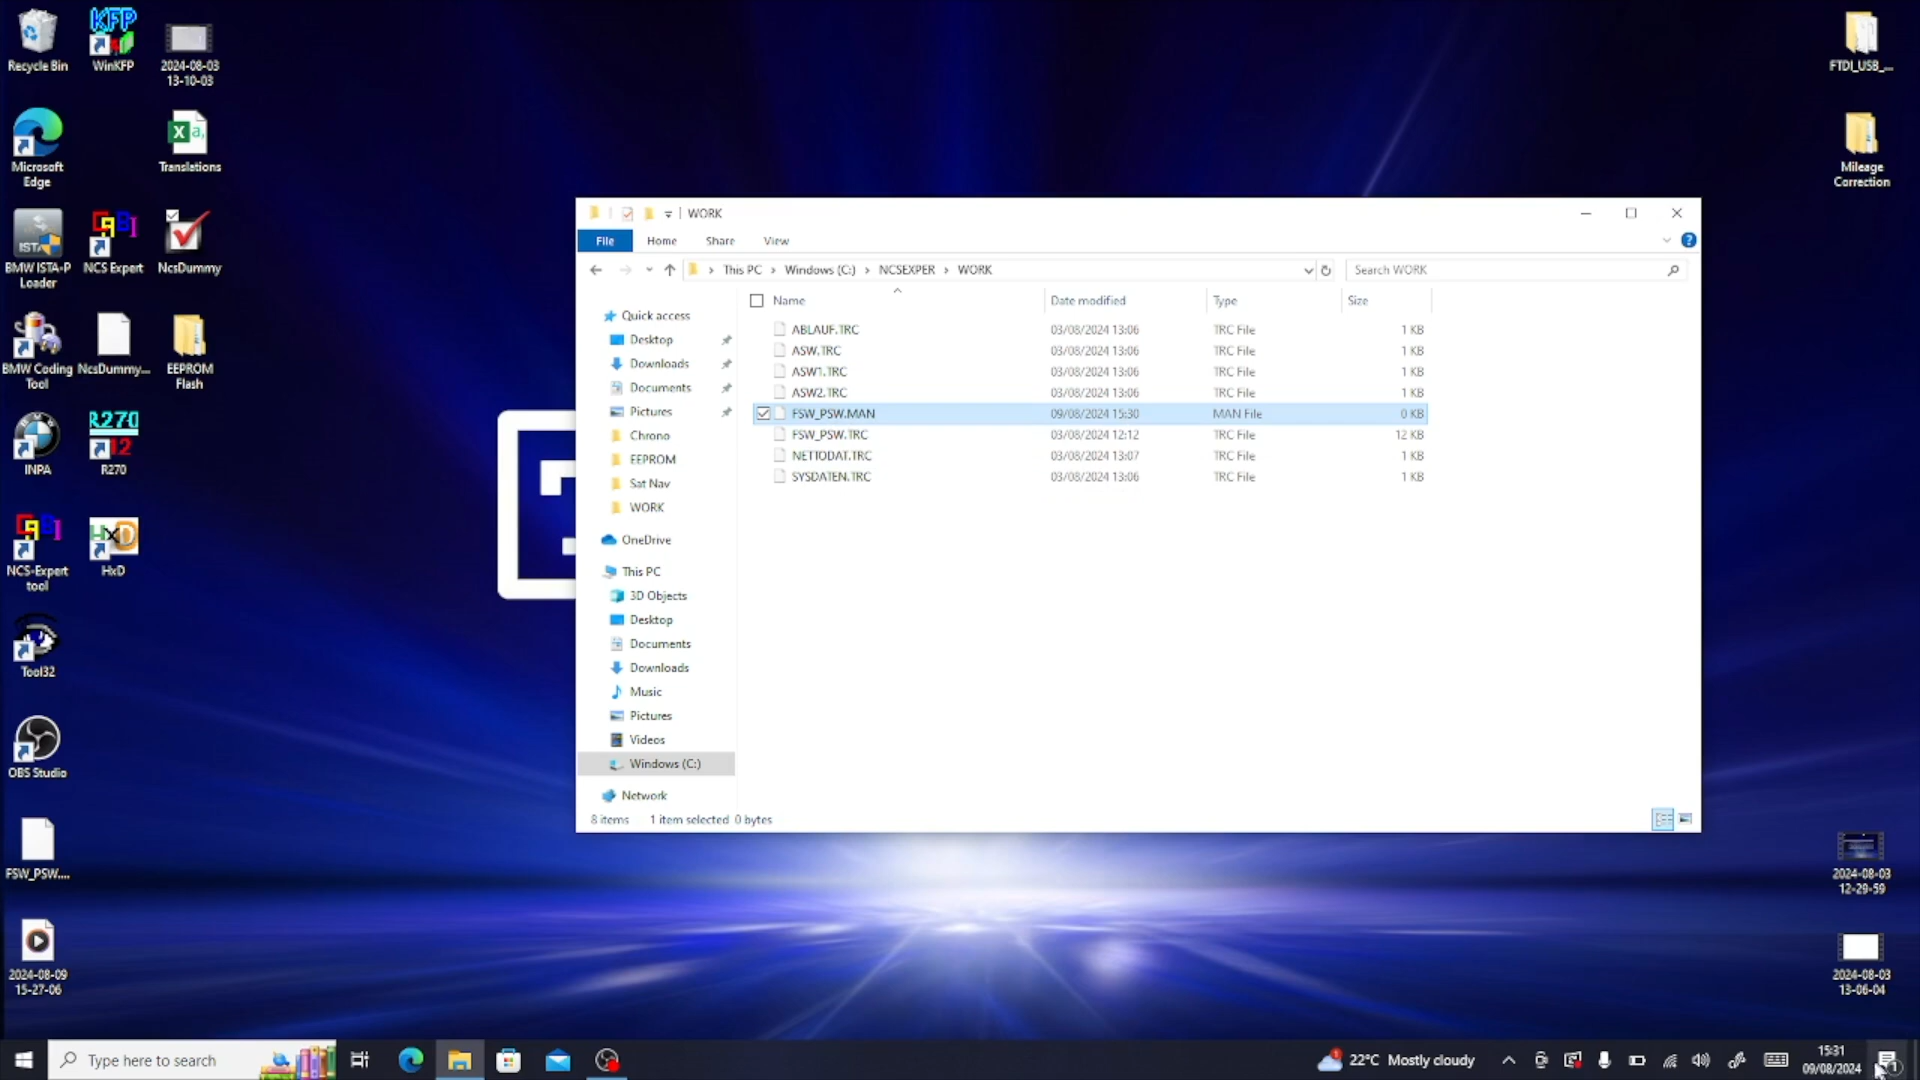 Recycle Bin
WinKFP
2024-08-03
13-10-03
Microsoft
Edge
Translations
BMW ISTA-P
Loader
NCS Expert
NcsDummy
BMW Coding
Tool
NcsDummy...
EEPROM
Flash
INPA
R270
NCS-Expert
tool
HxD
Tool32
OBS Studio
FSW_PSW....
2024-08-09
15-27-06
FTDI_USB_...
Mileage
Correction
2024-08-03
12-29-59
2024-08-03
13-06-04
WORK
File Home Share View
This PC > Windows (C:) > NCSEXPER > WORK
Search WORK
Name Date modified Type Size
ABLAUF.TRC 03/08/2024 13:06 TRC File 1 KB
ASW.TRC 03/08/2024 13:06 TRC File 1 KB
ASW1.TRC 03/08/2024 13:06 TRC File 1 KB
ASW2.TRC 03/08/2024 13:06 TRC File 1 KB
FSW_PSW.MAN 09/08/2024 15:30 MAN File 0 KB
FSW_PSW.TRC 03/08/2024 12:12 TRC File 12 KB
NETTODAT.TRC 03/08/2024 13:07 TRC File 1 KB
SYSDATEN.TRC 03/08/2024 13:06 TRC File 1 KB
Quick access
Desktop
Downloads
Documents
Pictures
Chrono
EEPROM
Sat Nav
WORK
OneDrive
This PC
3D Objects
Desktop
Documents
Downloads
Music
Pictures
Videos
Windows (C:)
Network
8 items 1 item selected 0 bytes
Type here to search
22°C Mostly cloudy
15:31
09/08/2024